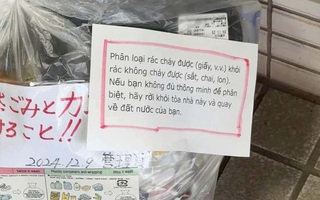 Phân loại rác cháy được (giấy, v.v.) khỏi
rác không cháy được (sắt, chai, lon).
Nếu bạn không đủ thông minh để phân
biệt, hãy rời khỏi tòa nhà này và quay
về đất nước của bạn.
ごみとカ
けること!!
2024.12.9